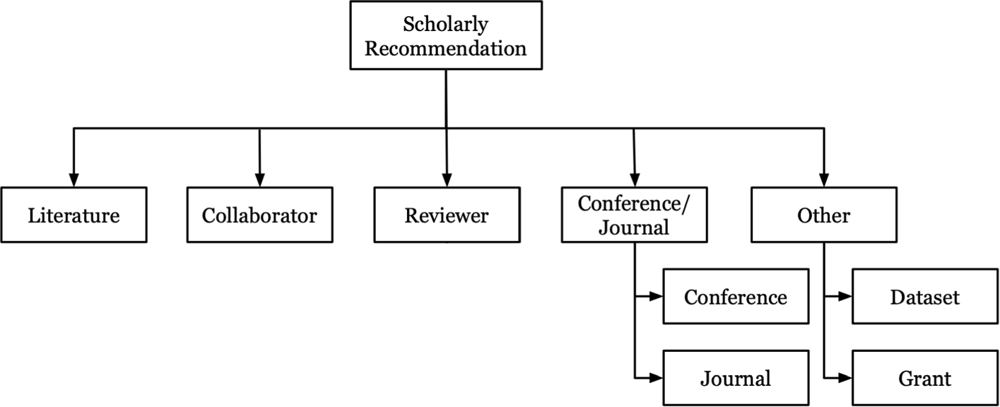 Scholarly
Recommendation
Literature
Collaborator
Reviewer
Conference/
Journal
Other
Conference
Dataset
Journal
Grant